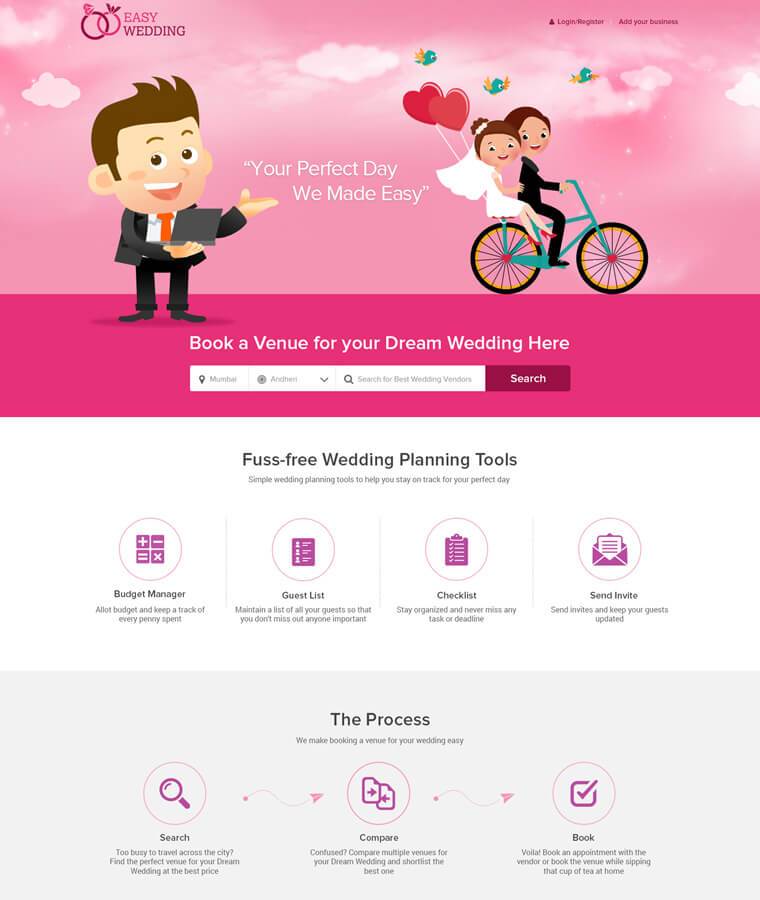 EASY
WEDDING
Login/Register
Add your business
“Your Perfect Day
We Made Easy”
Book a Venue for your Dream Wedding Here
Mumbai
Andheri
Search for Best Wedding Vendors
Search
Fuss-free Wedding Planning Tools
Simple wedding planning tools to help you stay on track for your perfect day
Budget Manager
Allot budget and keep a track of
every penny spent
Guest List
Maintain a list of all your guests so that
you don't miss out anyone important
Checklist
Stay organized and never miss any
task or deadline
Send Invite
Send invites and keep your guests
updated
The Process
We make booking a venue for your wedding easy
Search
Too busy to travel across the city?
Find the perfect venue for your Dream
Wedding at the best price
Compare
Confused? Compare multiple venues for
your Dream Wedding and shortlist the
best one
Book
Voila! Book an appointment with the
vendor or book the venue while sipping
that cup of tea at home